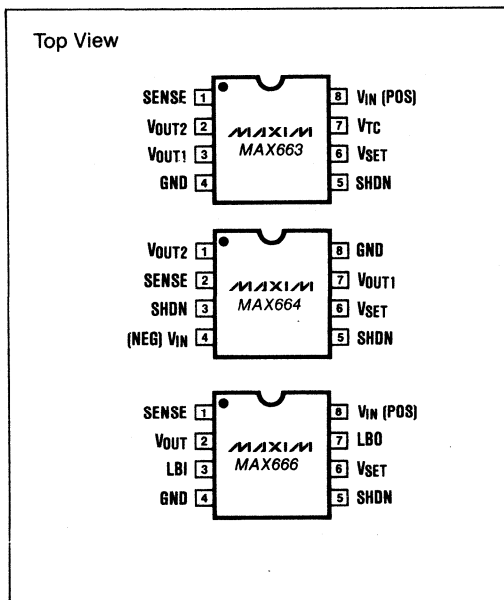 Top View
SENSE 1 8 VIN (POS)
VOUT2 2 MAXIM 7 VTC
VOUT1 3 MAX663 6 VSET
GND 4 5 SHDN
VOUT2 1 8 GND
SENSE 2 MAXIM 7 VOUT1
SHDN 3 MAX664 6 VSET
(NEG) VIN 4 5 SHDN
SENSE 1 8 VIN (POS)
VOUT 2 MAXIM 7 LBO
LBI 3 MAX666 6 VSET
GND 4 5 SHDN